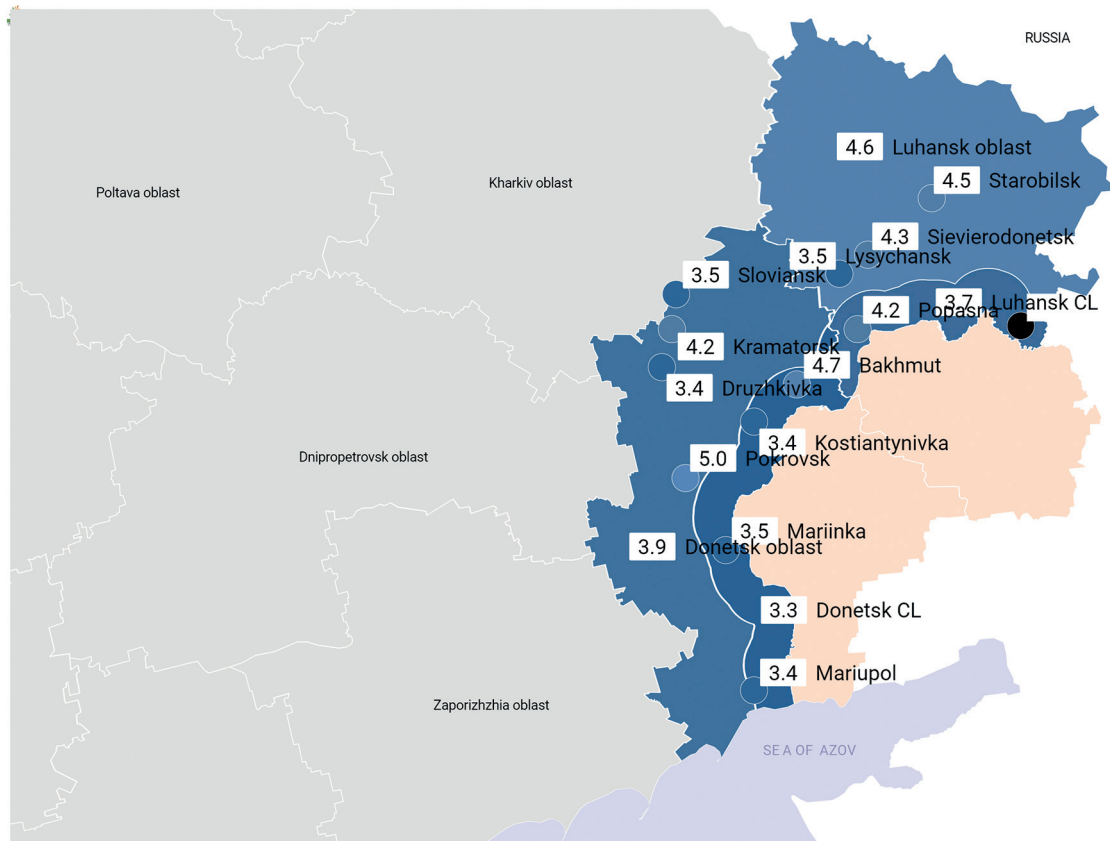 RUSSIA
4.6 Luhansk oblast
4.5 Starobilsk
Poltava oblast
Kharkiv oblast
4.3 Sievierodonetsk
3.5 Lysychansk
3.5 Sloviansk
3.7 Luhansk CL
4.2 Popasna
4.2 Kramatorsk
4.7 Bakhmut
3.4 Druzhkivka
3.4 Kostiantynivka
Dnipropetrovsk oblast
5.0 Pokrovsk
3.5 Mariinka
3.9 Donetsk oblast
3.3 Donetsk CL
3.4 Mariupol
Zaporizhzhia oblast
SEA OF AZOV